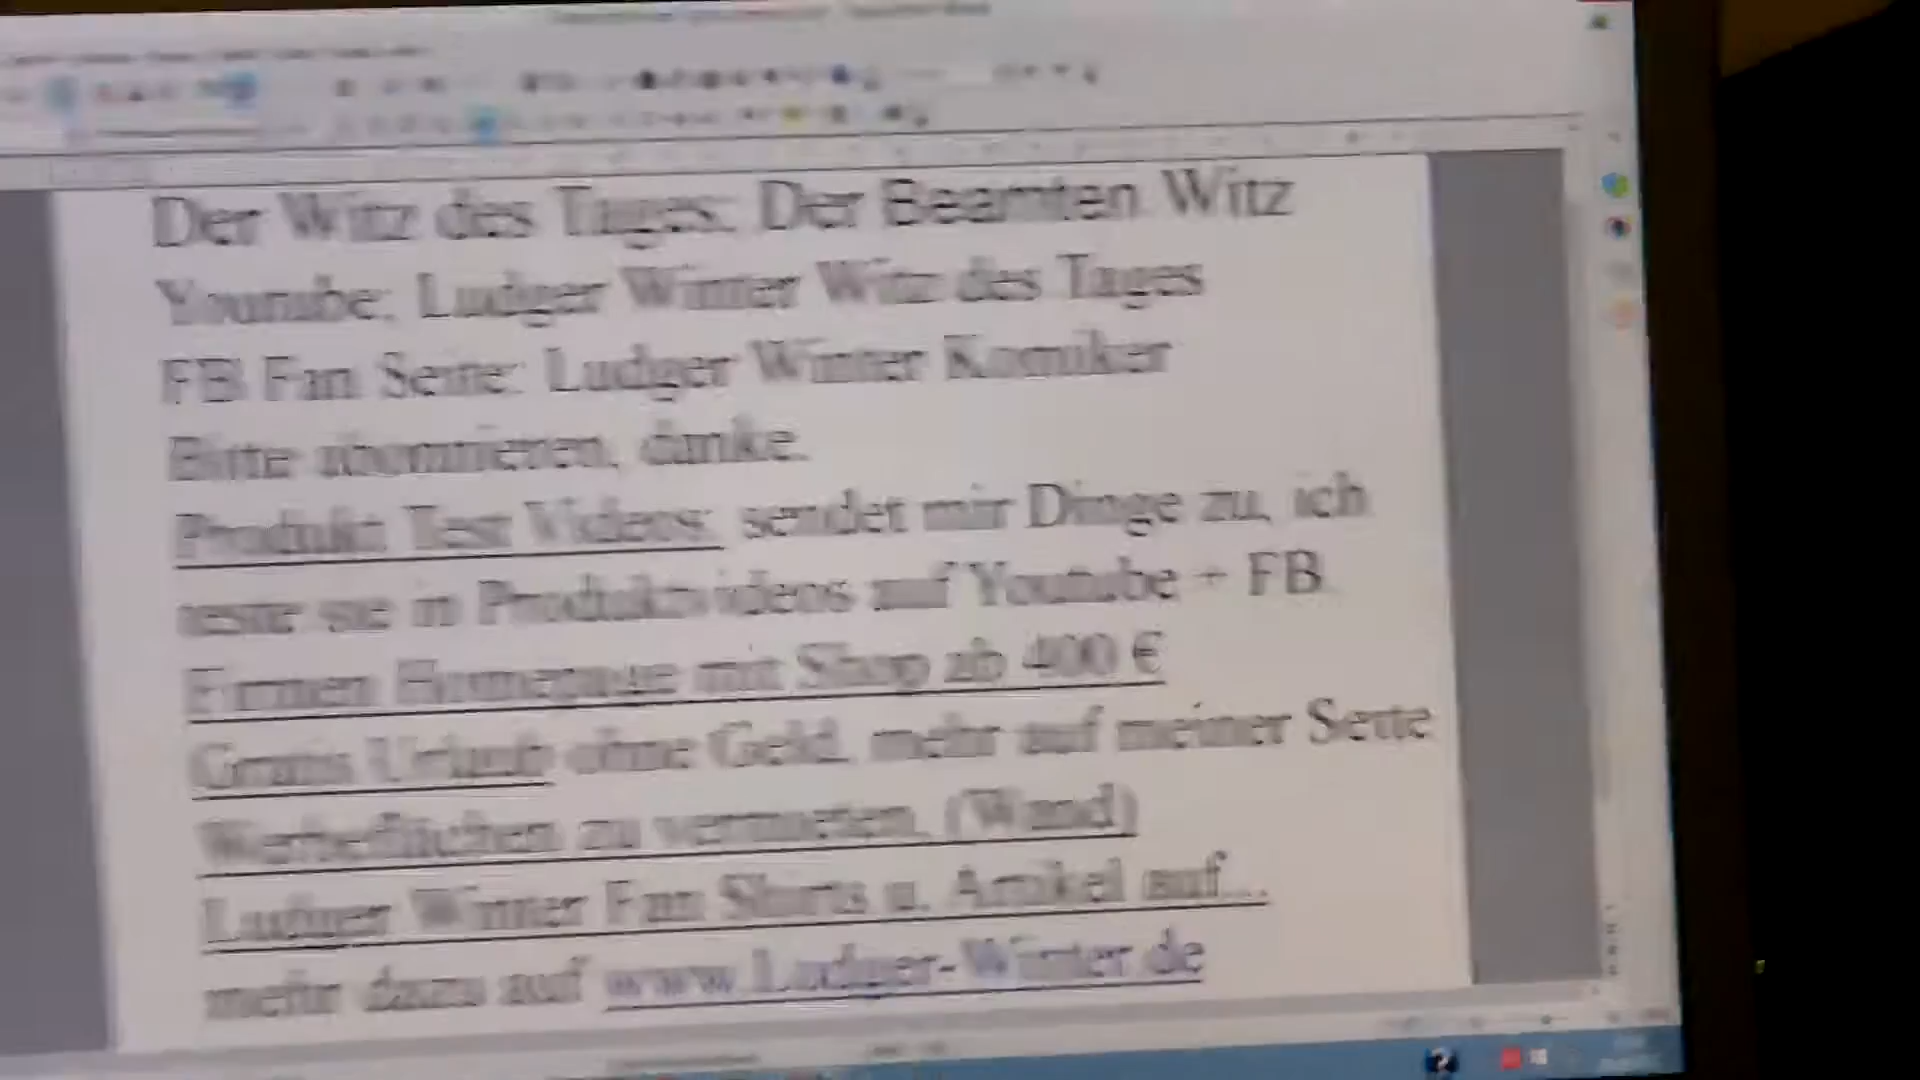 Der Witz des Tages: Der Beamten Witz
Youtube: Ludger Winter Witz des Tages
FB Fan Seite: Ludger Winter Komiker
Bitte abonnieren, danke.
Produkt Test Videos: sendet mir Dinge zu, ich
teste sie in Produktvideos auf Youtube + FB.
Firmen Homepage mit Shop ab 400 €
Gratis Urlaub ohne Geld, mehr auf meiner Seite
Werbeflächen zu vermieten. (Wand)
Ludger Winter Fan Shirts u. Artikel auf...
mehr dazu auf www.Ludger-Winter.de